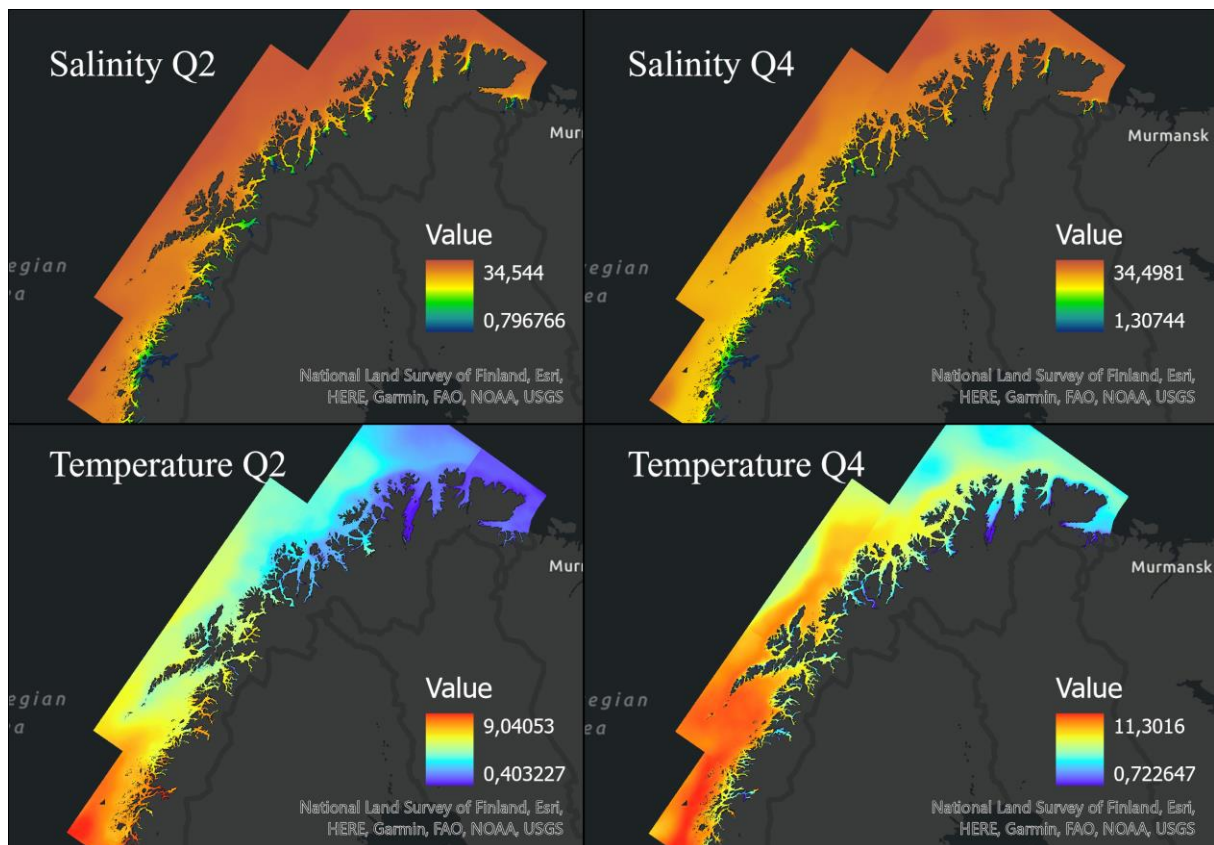 Salinity Q2
Mur
egian
ea
Value
34,544
0,796766
National Land Survey of Finland, Esri,
HERE, Garmin, FAO, NOAA, USGS
Salinity Q4
Murmansk
vegian
ea
Value
34,4981
1,30744
National Land Survey of Finland, Esri,
HERE, Garmin, FAO, NOAA, USGS
Temperature Q2
Mur
egian
ea
Value
9,04053
0,403227
National Land Survey of Finland, Esri,
HERE, Garmin, FAO, NOAA, USGS
Temperature Q4
Murmansk
vegian
ea
Value
11,3016
0,722647
National Land Survey of Finland, Esri,
HERE, Garmin, FAO, NOAA, USGS